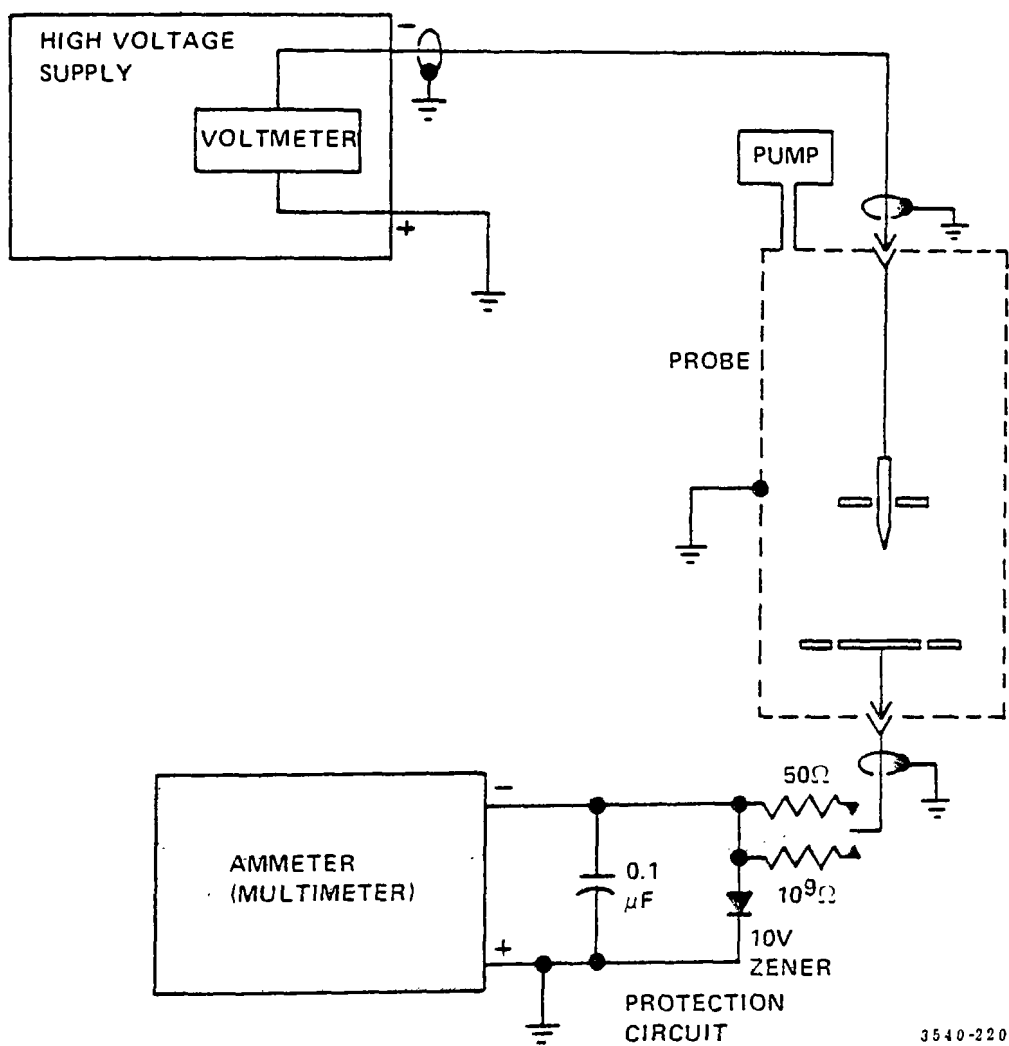 HIGH VOLTAGE
SUPPLY
−
VOLTMETER
+
PUMP
PROBE
50Ω
−
AMMETER
(MULTIMETER)
0.1
μF
10⁹Ω
+
10V
ZENER
PROTECTION
CIRCUIT
3540-220